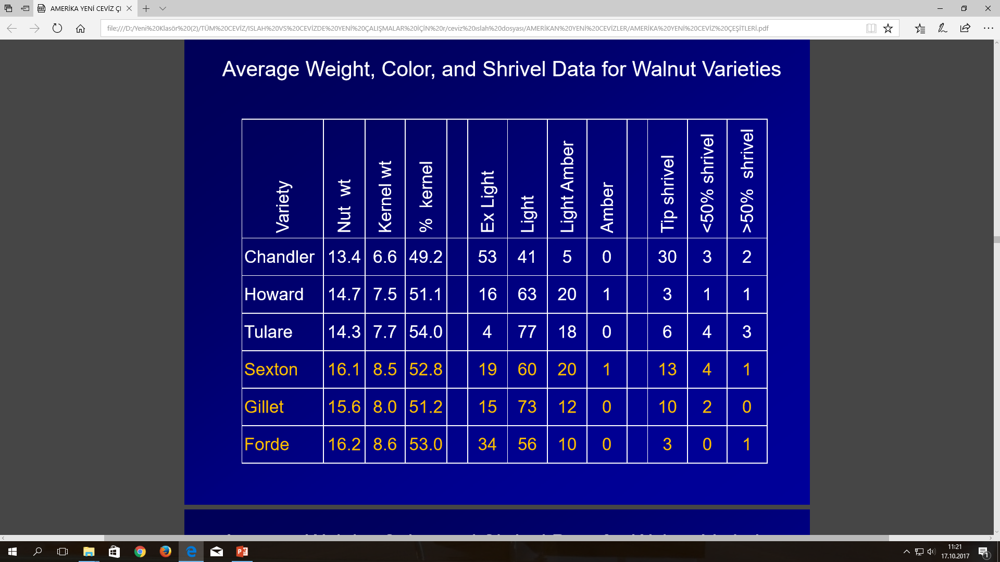 AMERİKA YENİ CEVİZ ÇI
file:///D:/Yeni%20Klasör%20(2)/TÜM%20CEVİZ/ISLAH%20VS%20CEVİZDE%20YENİ%20ÇALIŞMALAR%20İÇİN%20r/ceviz%20ıslah%20dosyası/AMERİKAN%20YENİ%20CEVİZLER/AMERİKA%20YENİ%20CEVİZ%20ÇEŞİTLERİ.pdf
Average Weight, Color, and Shrivel Data for Walnut Varieties
Variety Nut wt Kernel wt % kernel Ex Light Light Light Amber Amber Tip shrivel <50% shrivel >50% shrivel
Chandler 13.4 6.6 49.2 53 41 5 0 30 3 2
Howard 14.7 7.5 51.1 16 63 20 1 3 1 1
Tulare 14.3 7.7 54.0 4 77 18 0 6 4 3
Sexton 16.1 8.5 52.8 19 60 20 1 13 4 1
Gillet 15.6 8.0 51.2 15 73 12 0 10 2 0
Forde 16.2 8.6 53.0 34 56 10 0 3 0 1
11:21
17.10.2017
1